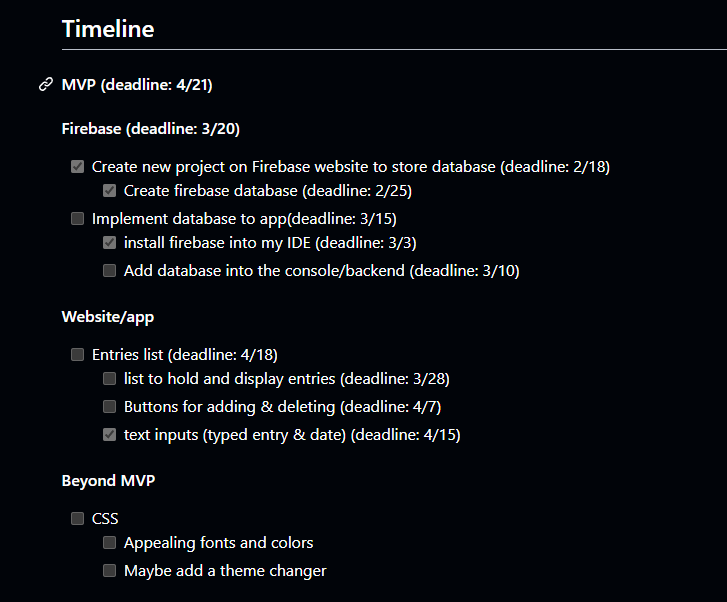 Timeline
MVP (deadline: 4/21)
Firebase (deadline: 3/20)
Create new project on Firebase website to store database (deadline: 2/18)
Create firebase database (deadline: 2/25)
Implement database to app(deadline: 3/15)
install firebase into my IDE (deadline: 3/3)
Add database into the console/backend (deadline: 3/10)
Website/app
Entries list (deadline: 4/18)
list to hold and display entries (deadline: 3/28)
Buttons for adding & deleting (deadline: 4/7)
text inputs (typed entry & date) (deadline: 4/15)
Beyond MVP
CSS
Appealing fonts and colors
Maybe add a theme changer